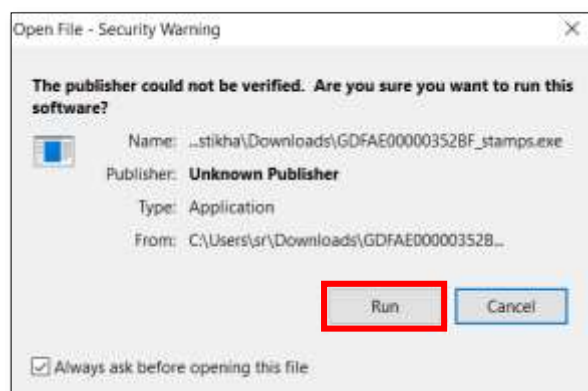 Open File - Security Warning
The publisher could not be verified. Are you sure you want to run this
software?
Name: ...stikha\Downloads\GDFAE00000352BF_stamps.exe
Publisher: Unknown Publisher
Type: Application
From: C:\Users\sr\Downloads\GDFAE00000352B...
Run Cancel
Always ask before opening this file